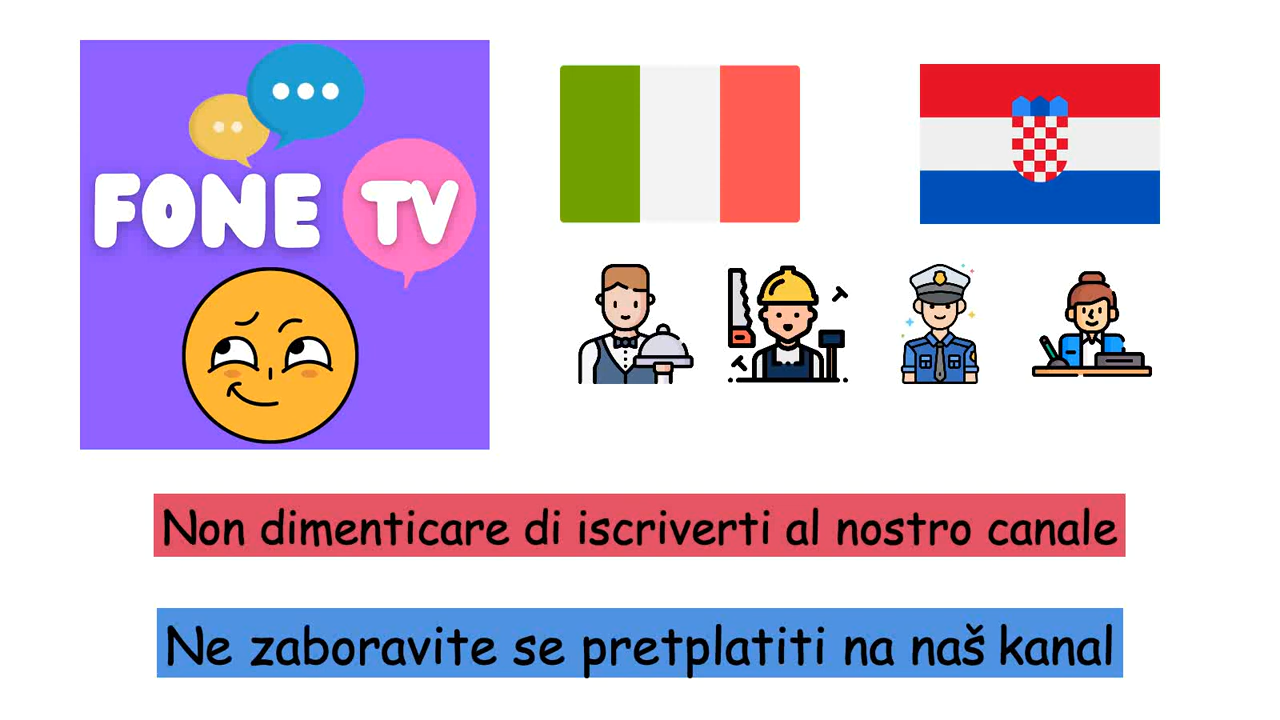 FONE TV
Non dimenticare di iscriverti al nostro canale
Ne zaboravite se pretplatiti na naš kanal